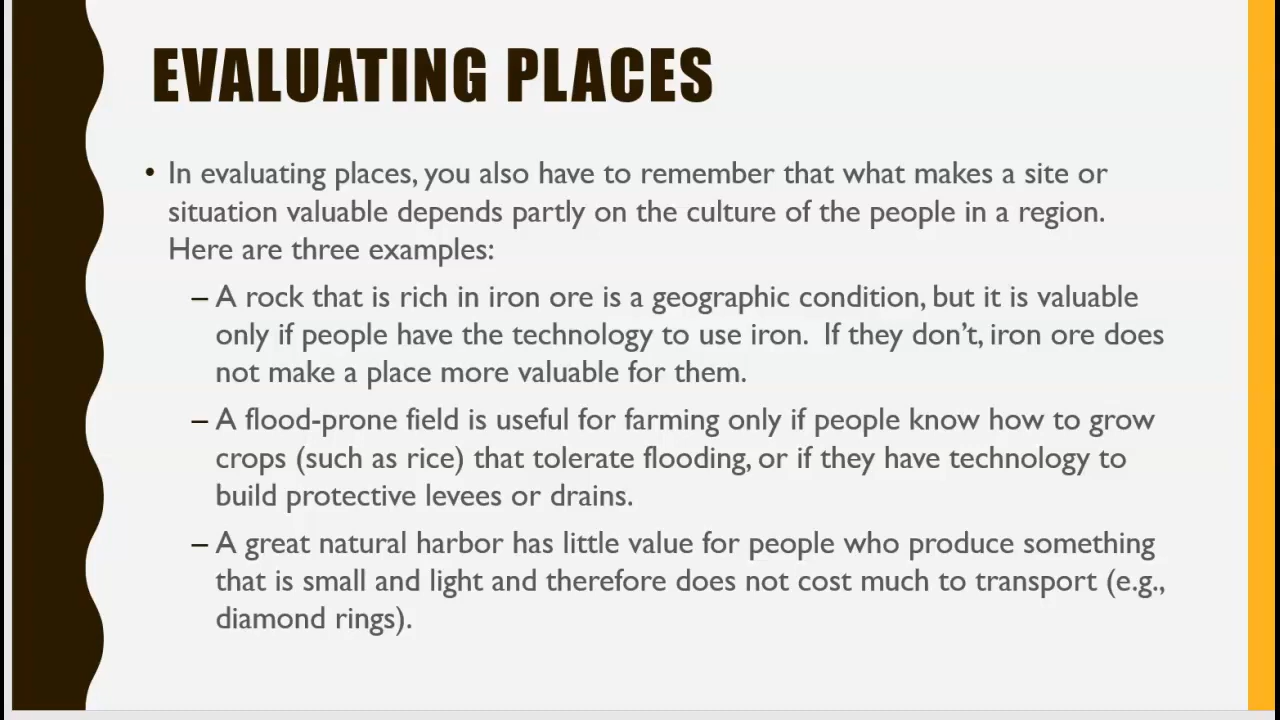 EVALUATING PLACES
• In evaluating places, you also have to remember that what makes a site or
situation valuable depends partly on the culture of the people in a region.
Here are three examples:
– A rock that is rich in iron ore is a geographic condition, but it is valuable
only if people have the technology to use iron.  If they don’t, iron ore does
not make a place more valuable for them.
– A flood-prone field is useful for farming only if people know how to grow
crops (such as rice) that tolerate flooding, or if they have technology to
build protective levees or drains.
– A great natural harbor has little value for people who produce something
that is small and light and therefore does not cost much to transport (e.g.,
diamond rings).